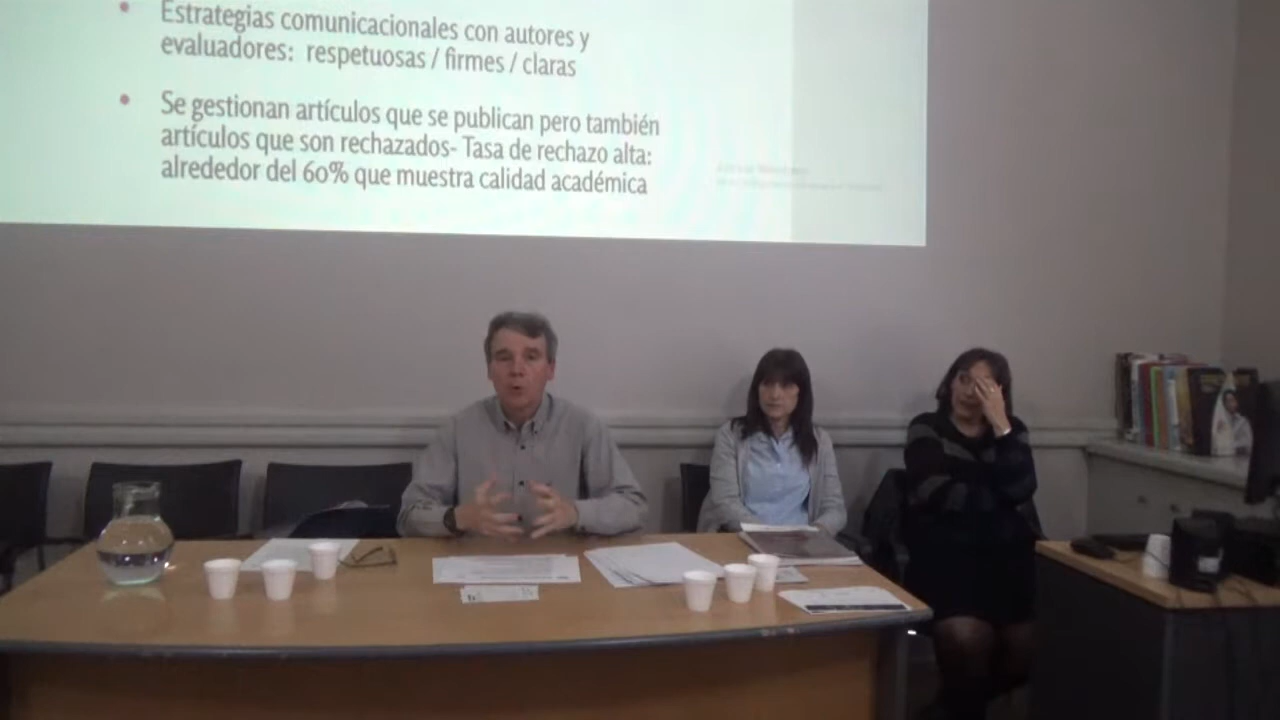 • Estrategias comunicacionales con autores y
evaluadores: respetuosas / firmes / claras
• Se gestionan artículos que se publican pero también
artículos que son rechazados- Tasa de rechazo alta:
alrededor del 60% que muestra calidad académica